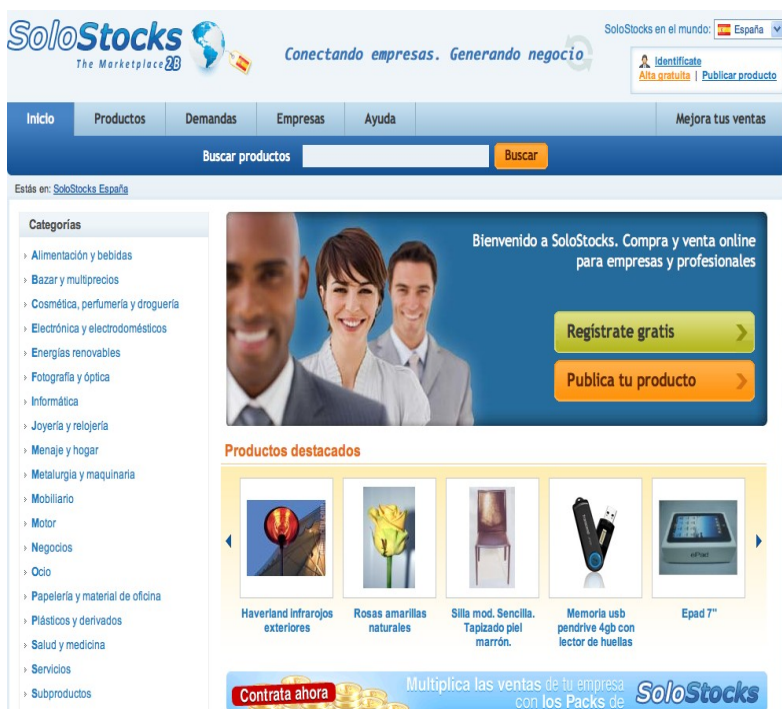 SoloStocks
The Marketplace2B
Conectando empresas. Generando negocio
SoloStocks en el mundo: España
Identifícate
Alta gratuita | Publicar producto
Inicio Productos Demandas Empresas Ayuda Mejora tus ventas
Buscar productos Buscar
Estás en: SoloStocks España
Categorías
Alimentación y bebidas
Bazar y multiprecios
Cosmética, perfumería y droguería
Electrónica y electrodomésticos
Energías renovables
Fotografía y óptica
Informática
Joyería y relojería
Menaje y hogar
Metalurgia y maquinaria
Mobiliario
Motor
Negocios
Ocio
Papelería y material de oficina
Plásticos y derivados
Salud y medicina
Servicios
Subproductos
Bienvenido a SoloStocks. Compra y venta online
para empresas y profesionales
Regístrate gratis
Publica tu producto
Productos destacados
Haverland infrarojos
exteriores
Rosas amarillas
naturales
Silla mod. Sencilla.
Tapizado piel
marrón.
Memoria usb
pendrive 4gb con
lector de huellas
ePad
Epad 7"
Contrata ahora
Multiplica las ventas de tu empresa
con los Packs de
SoloStocks